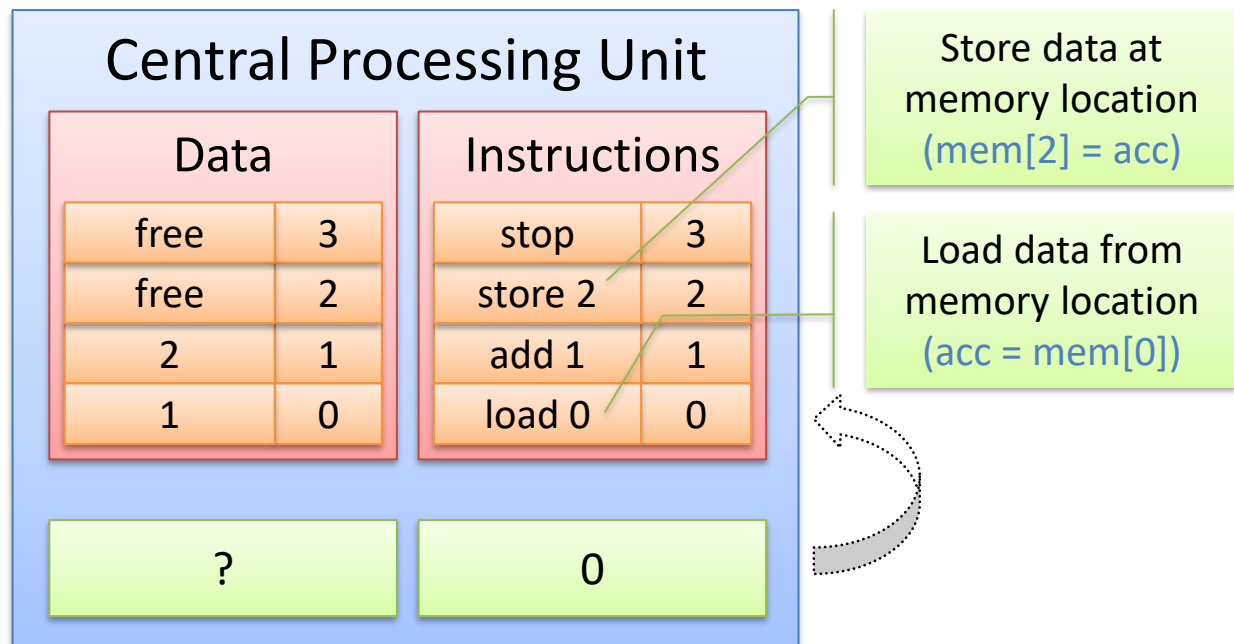 Central Processing Unit
Data
free 3
free 2
2 1
1 0
Instructions
stop 3
store 2 2
add 1 1
load 0 0
?
0
Store data at
memory location
(mem[2] = acc)
Load data from
memory location
(acc = mem[0])